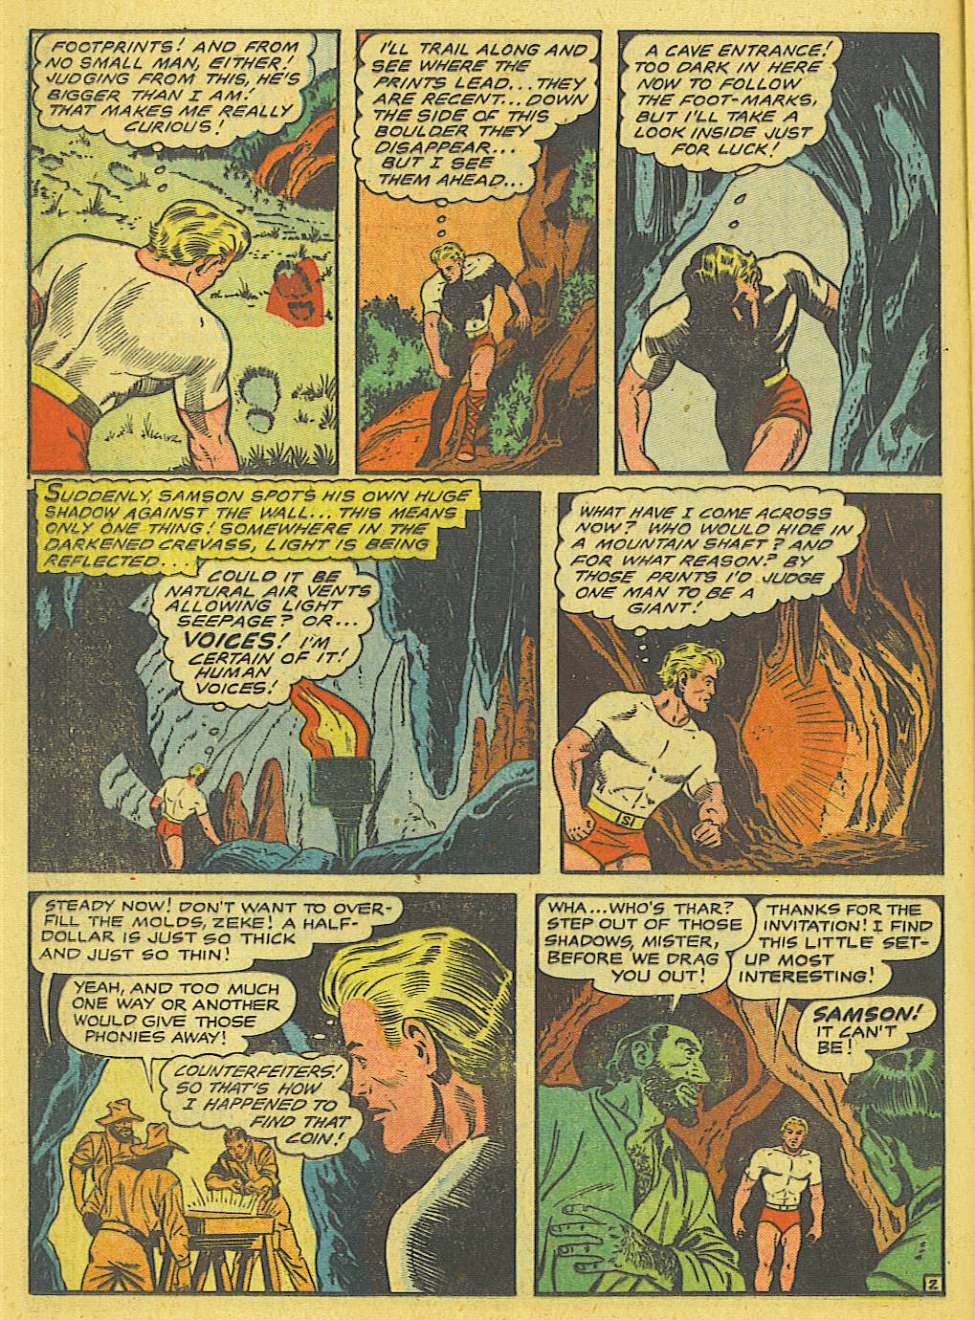 FOOTPRINTS! AND FROM
NO SMALL MAN, EITHER!
JUDGING FROM THIS, HE'S
BIGGER THAN I AM!
THAT MAKES ME REALLY
CURIOUS!
I'LL TRAIL ALONG AND
SEE WHERE THE
PRINTS LEAD... THEY
ARE RECENT... DOWN
THE SIDE OF THIS
BOULDER THEY
DISAPPEAR...
BUT I SEE
THEM AHEAD...
A CAVE ENTRANCE!
TOO DARK IN HERE
NOW TO FOLLOW
THE FOOT-MARKS,
BUT I'LL TAKE A
LOOK INSIDE JUST
FOR LUCK!
SUDDENLY, SAMSON SPOTS HIS OWN HUGE
SHADOW AGAINST THE WALL... THIS MEANS
ONLY ONE THING! SOMEWHERE IN THE
DARKENED CREVASS, LIGHT IS BEING
REFLECTED...
COULD IT BE
NATURAL AIR VENTS
ALLOWING LIGHT
SEEPAGE? OR...
VOICES! I'M
CERTAIN OF IT!
HUMAN
VOICES!
WHAT HAVE I COME ACROSS
NOW? WHO WOULD HIDE IN
A MOUNTAIN SHAFT? AND
FOR WHAT REASON? BY
THOSE PRINTS I'D JUDGE
ONE MAN TO BE A
GIANT!
S
STEADY NOW! DON'T WANT TO OVER-
FILL THE MOLDS, ZEKE! A HALF-
DOLLAR IS JUST SO THICK
AND JUST SO THIN!
YEAH, AND TOO MUCH
ONE WAY OR ANOTHER
WOULD GIVE THOSE
PHONIES AWAY!
COUNTERFEITERS!
SO THAT'S HOW
I HAPPENED TO
FIND THAT
COIN!
WHA...WHO'S THAR?
STEP OUT OF THOSE
SHADOWS, MISTER,
BEFORE WE DRAG
YOU OUT!
THANKS FOR THE
INVITATION! I FIND
THIS LITTLE SET-
UP MOST
INTERESTING!
SAMSON!
IT CAN'T
BE!
2